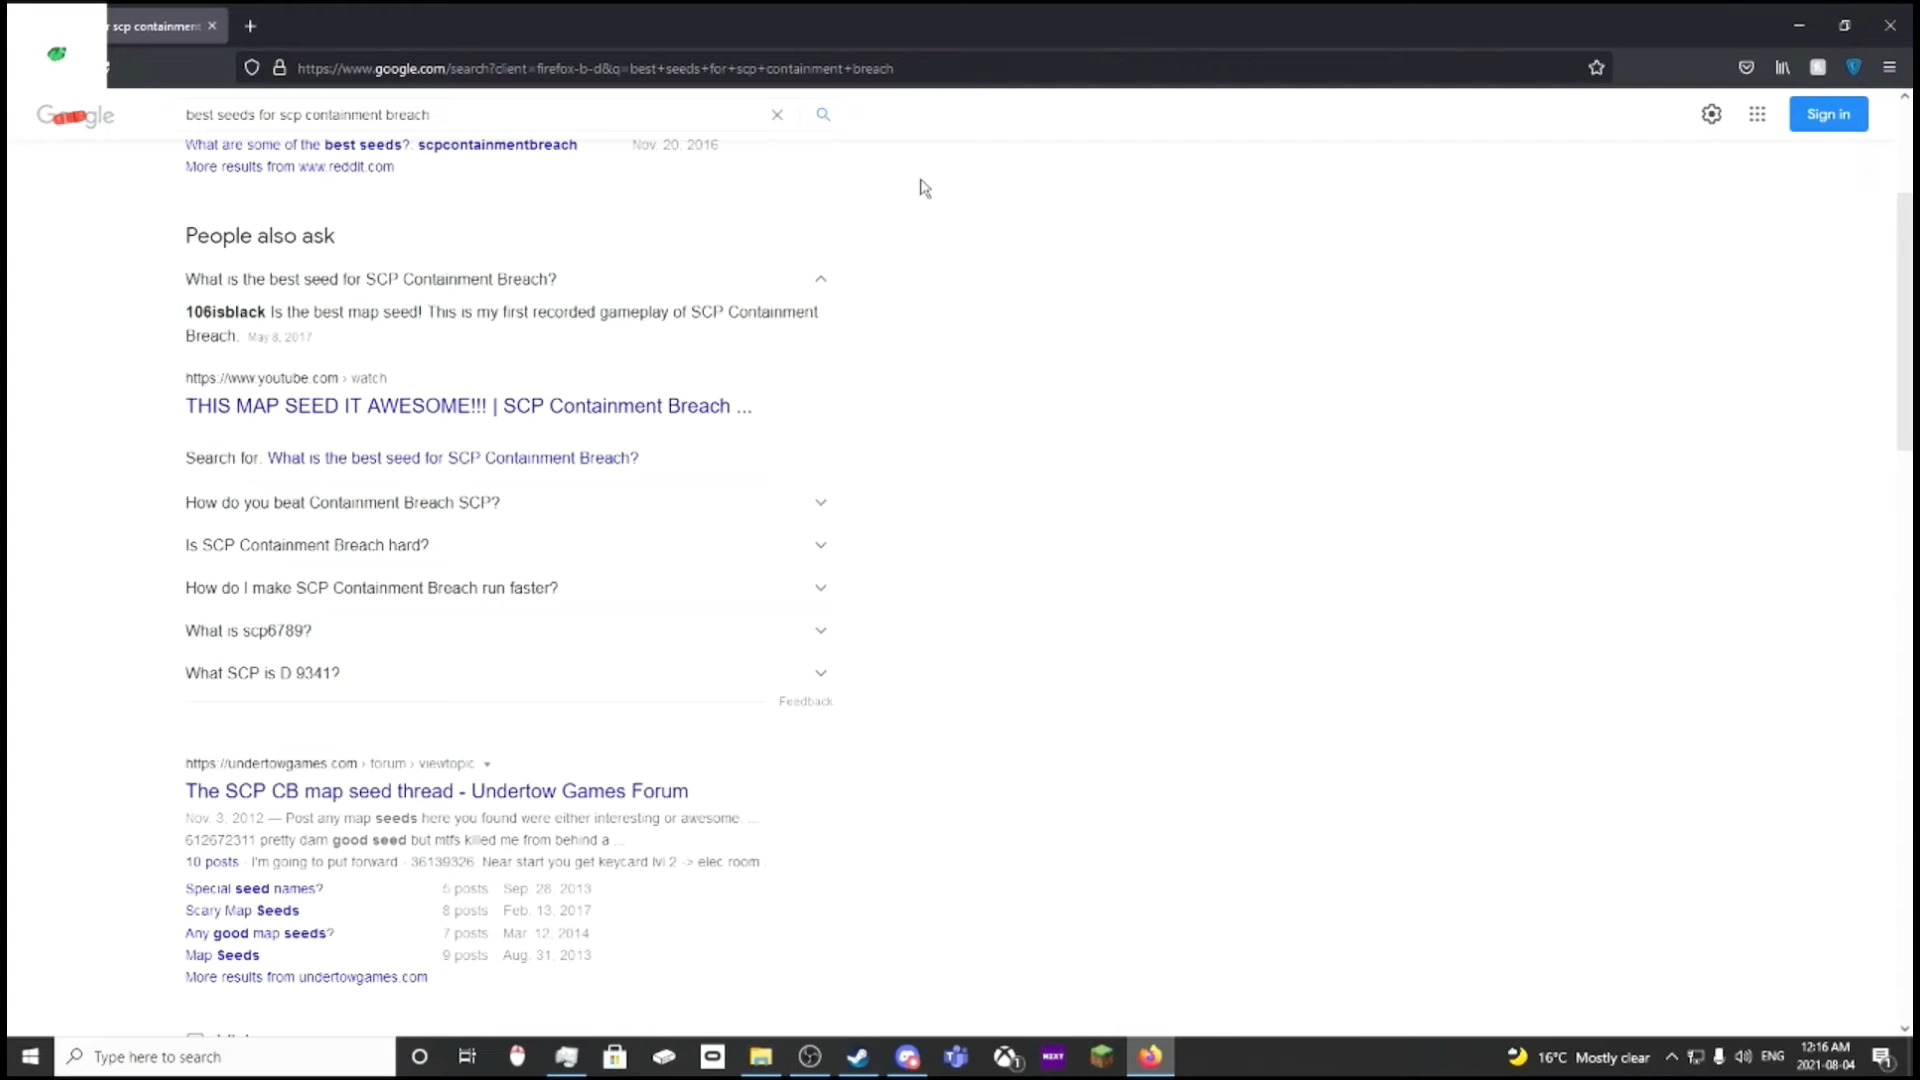 scp containment
https://www.google.com/search?client=firefox-b-d&q=best+seeds+for+scp+containment+breach
Google
best seeds for scp containment breach
Sign in
What are some of the best seeds?. scpcontainmentbreach Nov. 20, 2016
More results from www.reddit.com
People also ask
What is the best seed for SCP Containment Breach?
106isblack Is the best map seed! This is my first recorded gameplay of SCP Containment
Breach. May 8, 2017
https://www.youtube.com › watch
THIS MAP SEED IT AWESOME!!! | SCP Containment Breach ...
Search for. What is the best seed for SCP Containment Breach?
How do you beat Containment Breach SCP?
Is SCP Containment Breach hard?
How do I make SCP Containment Breach run faster?
What is scp6789?
What SCP is D 9341?
Feedback
https://undertowgames.com › forum › viewtopic
The SCP CB map seed thread - Undertow Games Forum
Nov. 3, 2012 — Post any map seeds here you found were either interesting or awesome. ...
612672311 pretty darn good seed but mtfs killed me from behind a ...
10 posts · I'm going to put forward · 36139326 Near start you get keycard lvl 2 -> elec room
Special seed names? 5 posts Sep. 28, 2013
Scary Map Seeds 8 posts Feb. 13, 2017
Any good map seeds? 7 posts Mar. 12, 2014
Map Seeds 9 posts Aug. 31, 2013
More results from undertowgames.com
Type here to search
NEXT
16°C Mostly clear
ENG
12:16 AM
2021-08-04